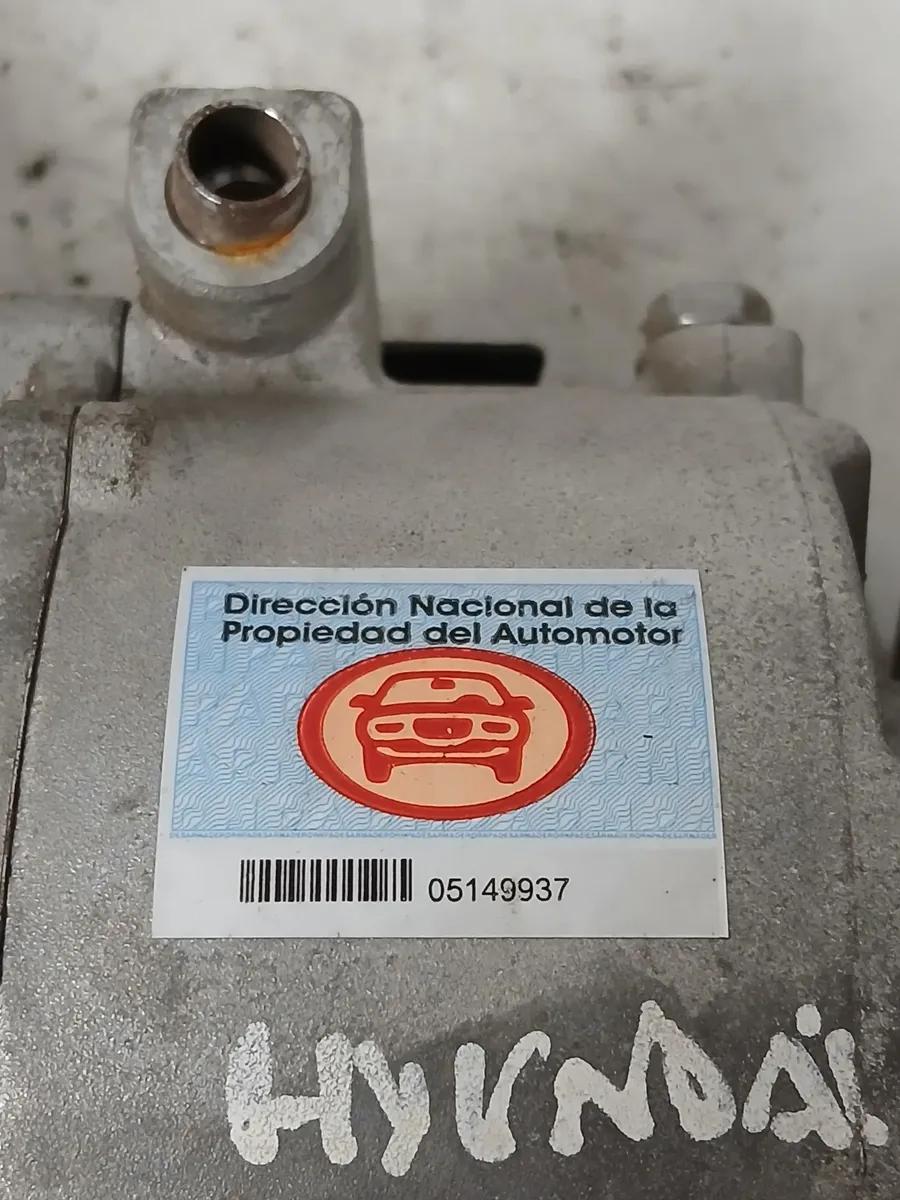 Dirección Nacional de la
Propiedad del Automotor
05149937
HYUNDAi